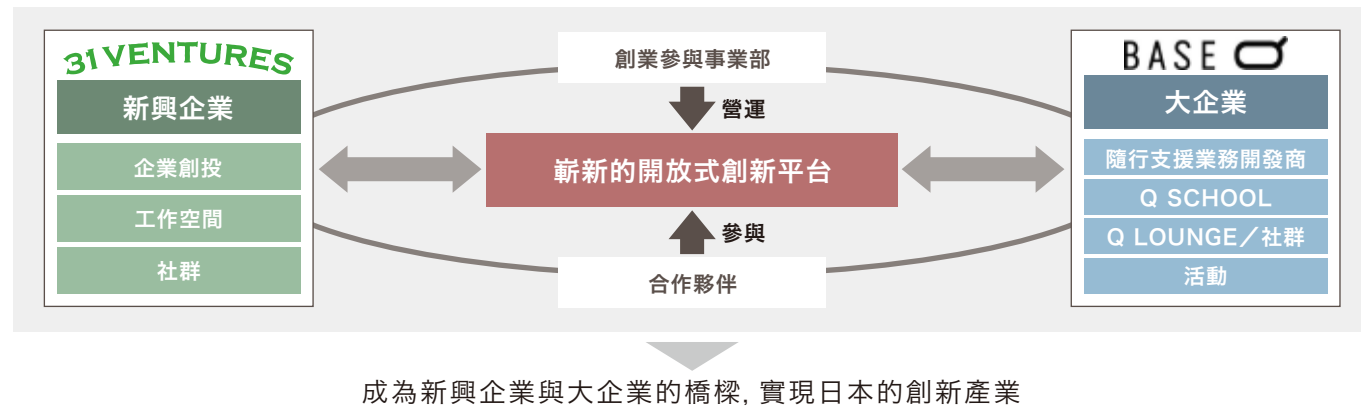 31 VENTURES
新興企業
企業創投
工作空間
社群
創業參與事業部
營運
嶄新的開放式創新平台
參與
合作夥伴
BASE Q
大企業
隨行支援業務開發商
Q SCHOOL
Q LOUNGE／社群
活動
成為新興企業與大企業的橋樑, 實現日本的創新產業